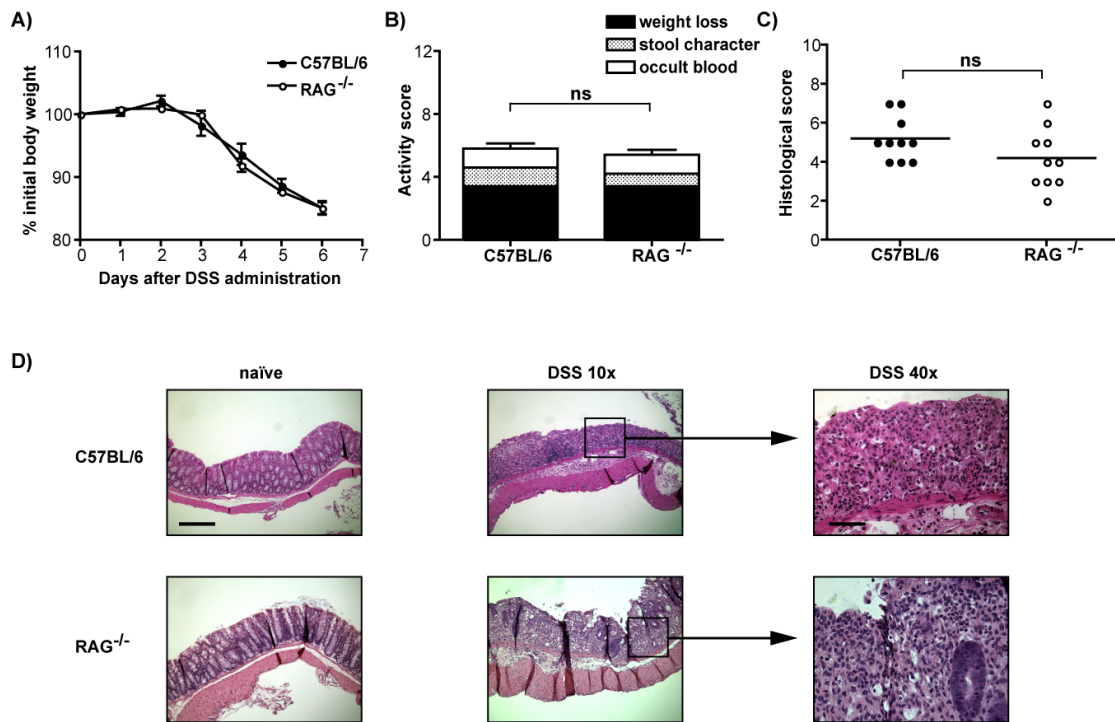 A)
110
100
90
80
% initial body weight
0 1 2 3 4 5 6 7
Days after DSS administration
C57BL/6
RAG-/-
B)
12
8
4
0
Activity score
weight loss
stool character
occult blood
ns
C57BL/6 RAG -/-
C)
10
8
6
4
2
0
Histological score
ns
C57BL/6 RAG -/-
D)
naïve DSS 10x DSS 40x
C57BL/6
RAG-/-